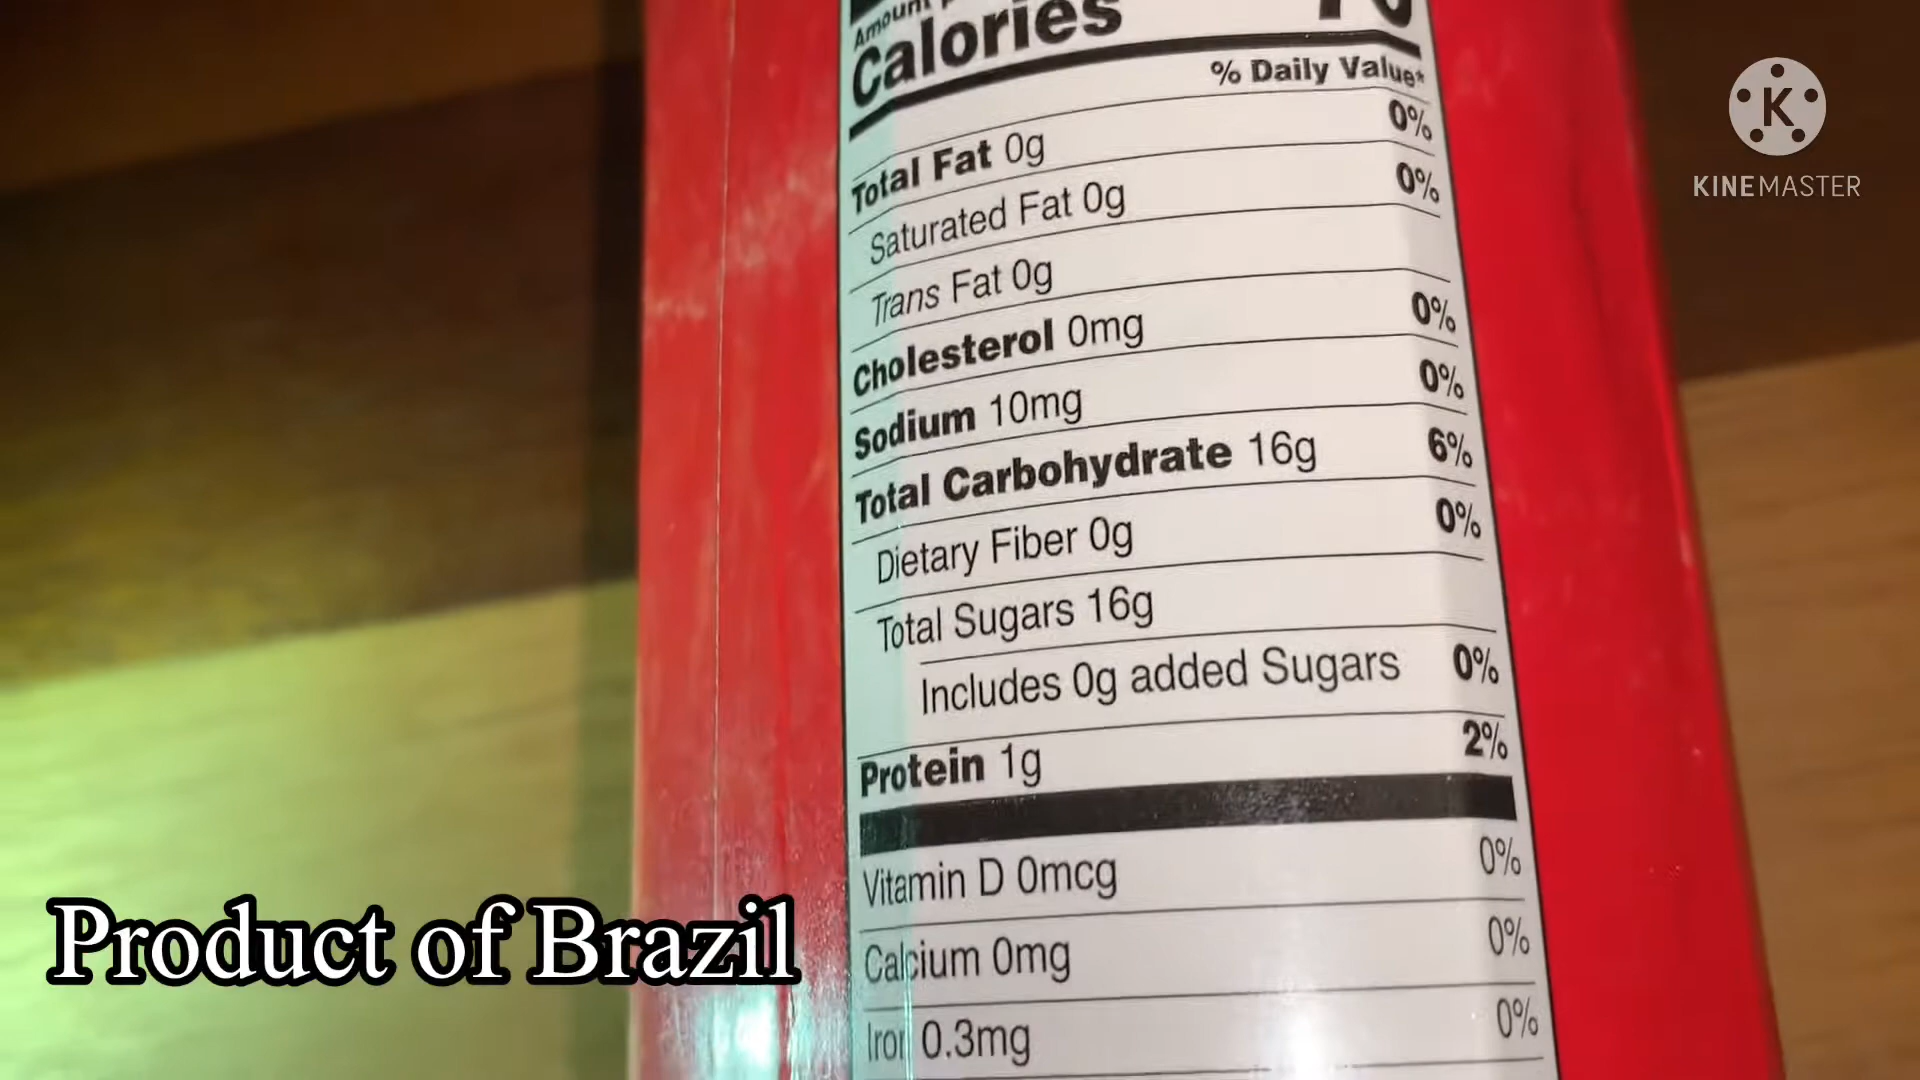 Calories
% Daily Value*
Total Fat 0g 0%
Saturated Fat 0g 0%
Trans Fat 0g
Cholesterol 0mg 0%
Sodium 10mg 0%
Total Carbohydrate 16g 6%
Dietary Fiber 0g 0%
Total Sugars 16g
Includes 0g added Sugars 0%
Protein 1g 2%
Vitamin D 0mcg 0%
Calcium 0mg 0%
Iron 0.3mg 0%
Product of Brazil
K
KINEMASTER